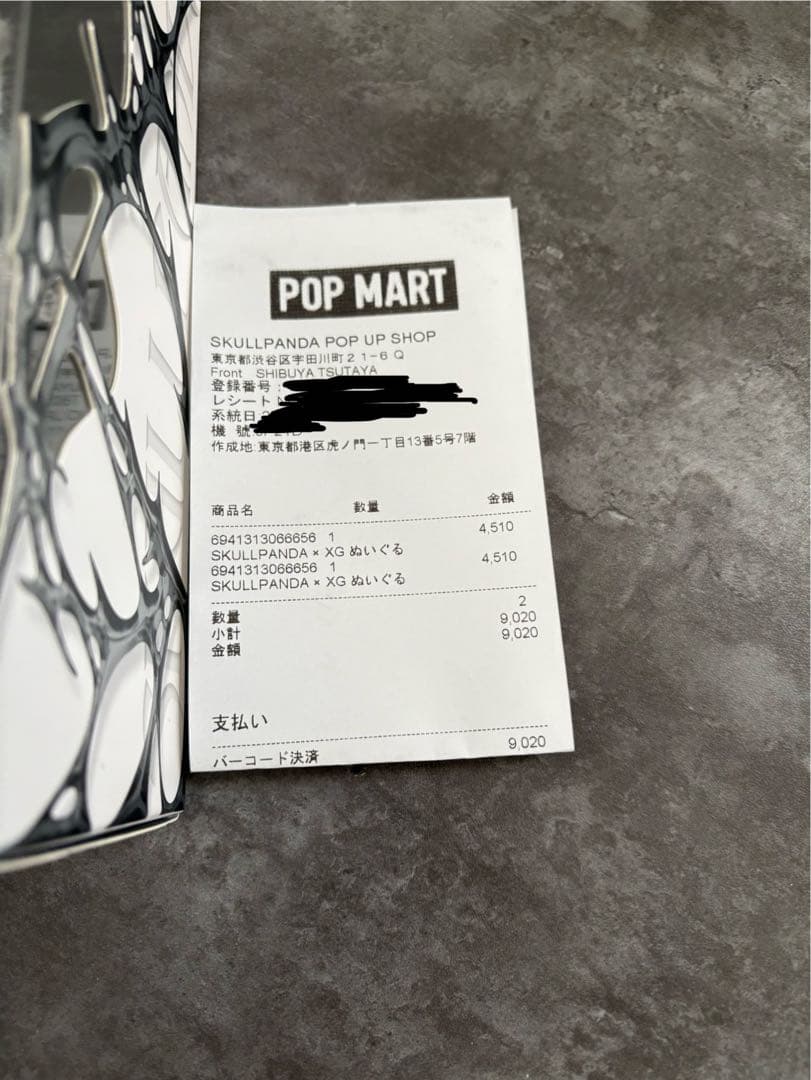 POP MART
SKULLPANDA POP UP SHOP
東京都渋谷区宇田川町２１−６ Q
Front SHIBUYA TSUTAYA
登録番号：
レシート
系統日
機 號
作成地:東京都港区虎ノ門一丁目13番5号7階
商品名 數量 金額
6941313066656 1 4,510
SKULLPANDA × XG ぬいぐる
6941313066656 1 4,510
SKULLPANDA × XG ぬいぐる
數量 2
小計 9,020
金額 9,020
支払い
バーコード決済 9,020